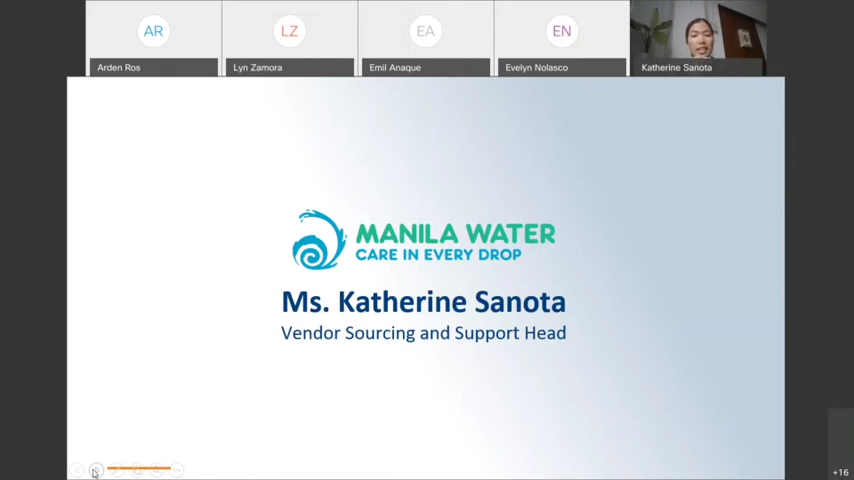 AR
LZ
EA
EN
Arden Ros
Lyn Zamora
Emil Anaque
Evelyn Nolasco
Katherine Sanota
MANILA WATER
CARE IN EVERY DROP
Ms. Katherine Sanota
Vendor Sourcing and Support Head
+16